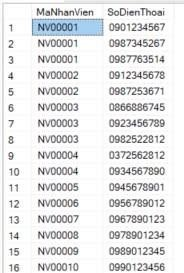 MaNhanVien SoDienThoai
1 NV00001 0901234567
2 NV00001 0987345267
3 NV00001 0987763514
4 NV00002 0912345678
5 NV00002 0987253671
6 NV00003 0866886745
7 NV00003 0923456789
8 NV00003 0982522812
9 NV00004 0372562812
10 NV00004 0934567890
11 NV00005 0945678901
12 NV00006 0956789012
13 NV00007 0967890123
14 NV00008 0978901234
15 NV00009 0989012345
16 NV00010 0990123456